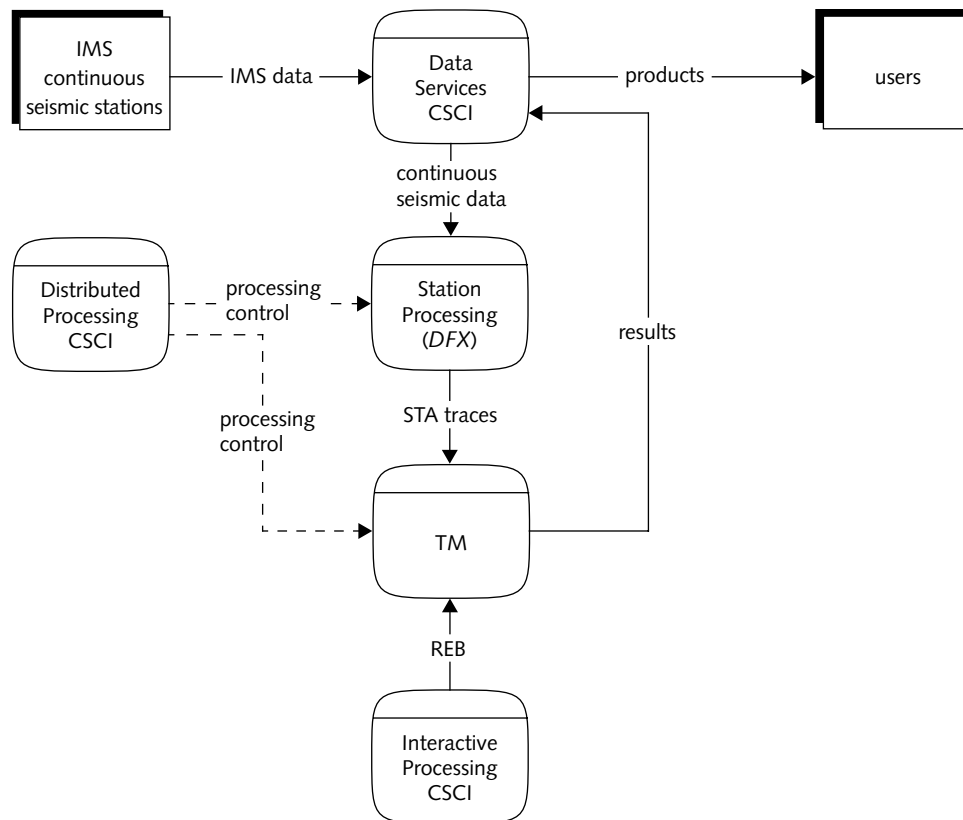 IMS
continuous
seismic stations
IMS data
Data
Services
CSCI
products
users
continuous
seismic data
Distributed
Processing
CSCI
processing
control
Station
Processing
(DFX)
results
processing
control
STA traces
TM
REB
Interactive
Processing
CSCI